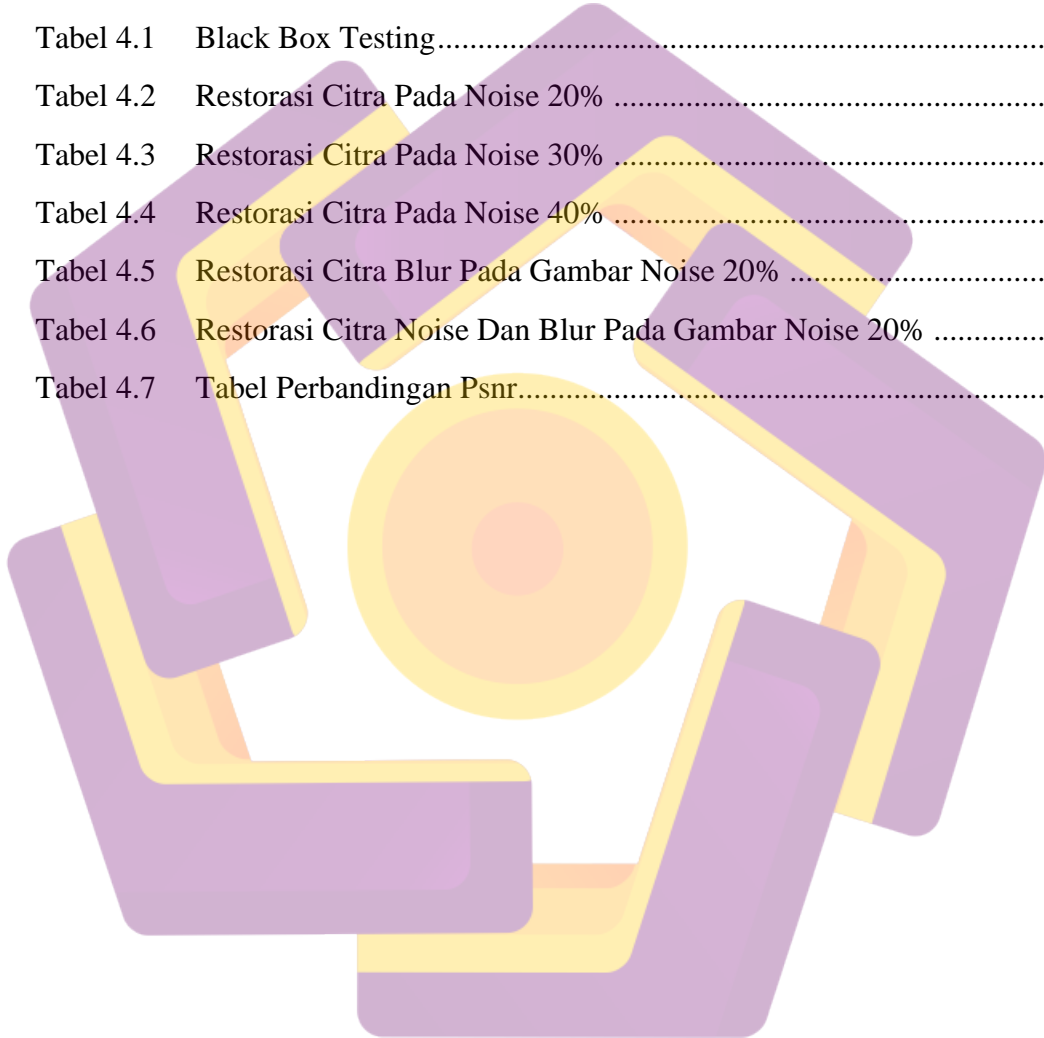 Tabel 4.1 Black Box Testing...........................................................................
Tabel 4.2 Restorasi Citra Pada Noise 20% .....................................................
Tabel 4.3 Restorasi Citra Pada Noise 30% .....................................................
Tabel 4.4 Restorasi Citra Pada Noise 40% .....................................................
Tabel 4.5 Restorasi Citra Blur Pada Gambar Noise 20% ...............................
Tabel 4.6 Restorasi Citra Noise Dan Blur Pada Gambar Noise 20% ..............
Tabel 4.7 Tabel Perbandingan Psnr.................................................................